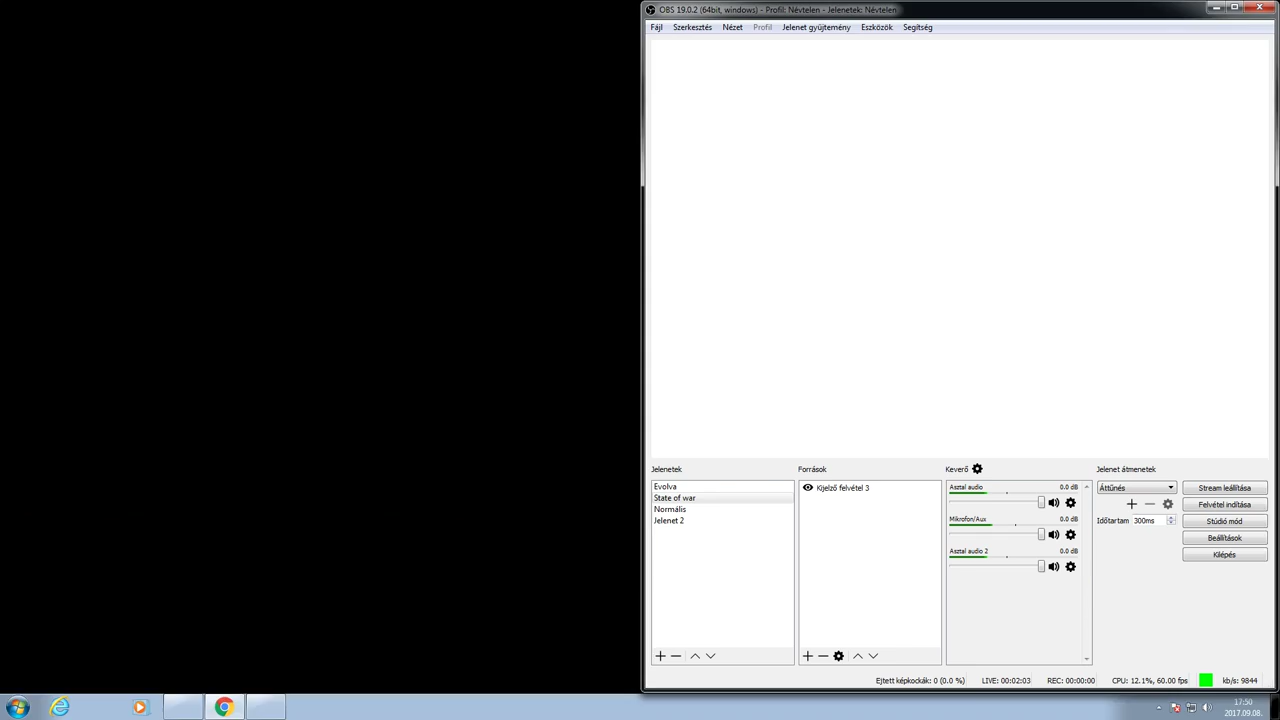 OBS 19.0.2 (64bit, windows) - Profil: Névtelen - Jelenetek: Névtelen
Fájl Szerkesztés Nézet Profil Jelenet gyűjtemény Eszközök Segítség
Jelenetek
Evolva
State of war
Normális
Jelenet 2
Források
Kijelző felvétel 3
Keverő
Asztal audio 0.0 dB
Mikrofon/Aux 0.0 dB
Asztal audio 2 0.0 dB
Jelenet átmenetek
Áttűnés
Időtartam 300ms
Stream leállítása
Felvétel indítása
Stúdió mód
Beállítások
Kilépés
Ejtett képkockák: 0 (0.0 %) LIVE: 00:02:03 REC: 00:00:00 CPU: 12.1%, 60.00 fps kb/s: 9844
17:50
2017.09.08.